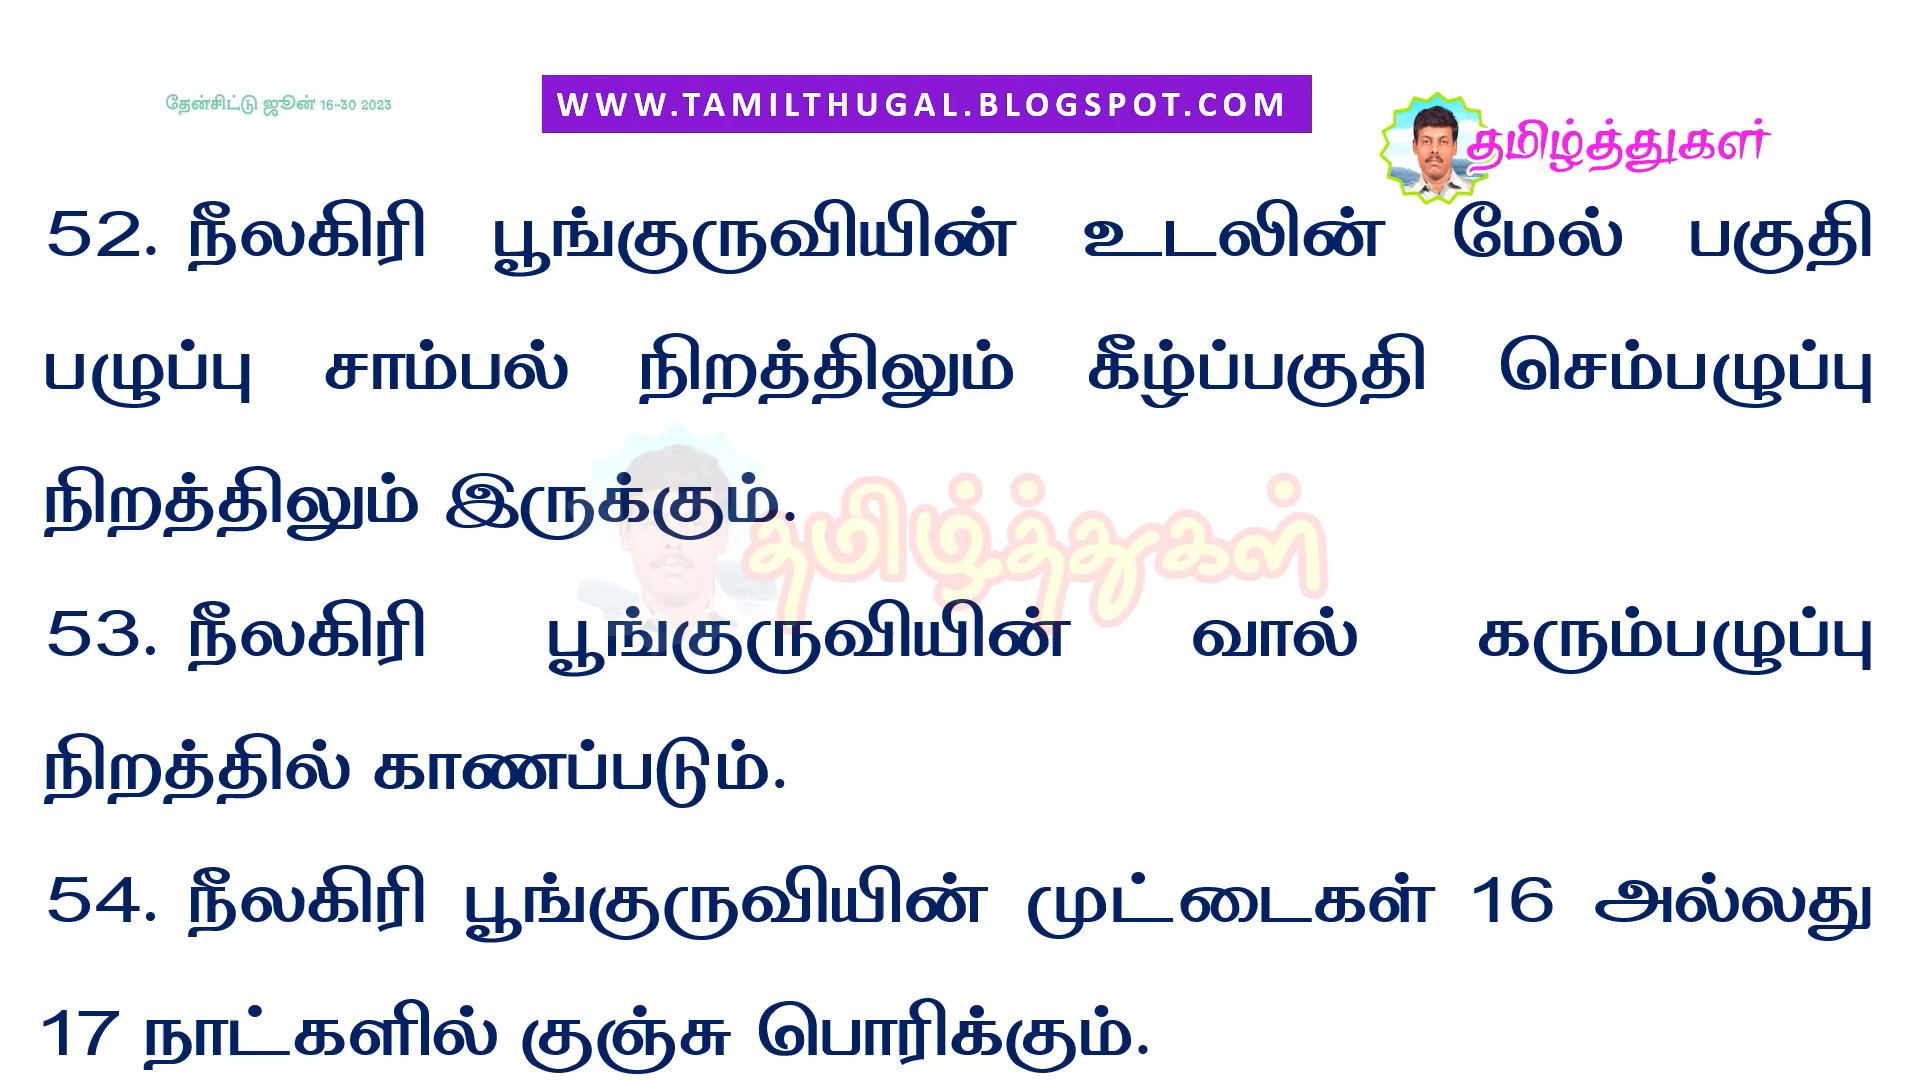 தேன்சிட்டு ஜூன் 16-30 2023
WWW.TAMILTHUGAL.BLOGSPOT.COM
தமிழ்த்துகள்
52. நீலகிரி பூங்குருவியின் உடலின் மேல் பகுதி
பழுப்பு சாம்பல் நிறத்திலும் கீழ்ப்பகுதி செம்பழுப்பு
நிறத்திலும் இருக்கும்.
தமிழ்த்துகள்
53. நீலகிரி பூங்குருவியின் வால் கரும்பழுப்பு
நிறத்தில் காணப்படும்.
54. நீலகிரி பூங்குருவியின் முட்டைகள் 16 அல்லது
17 நாட்களில் குஞ்சு பொரிக்கும்.